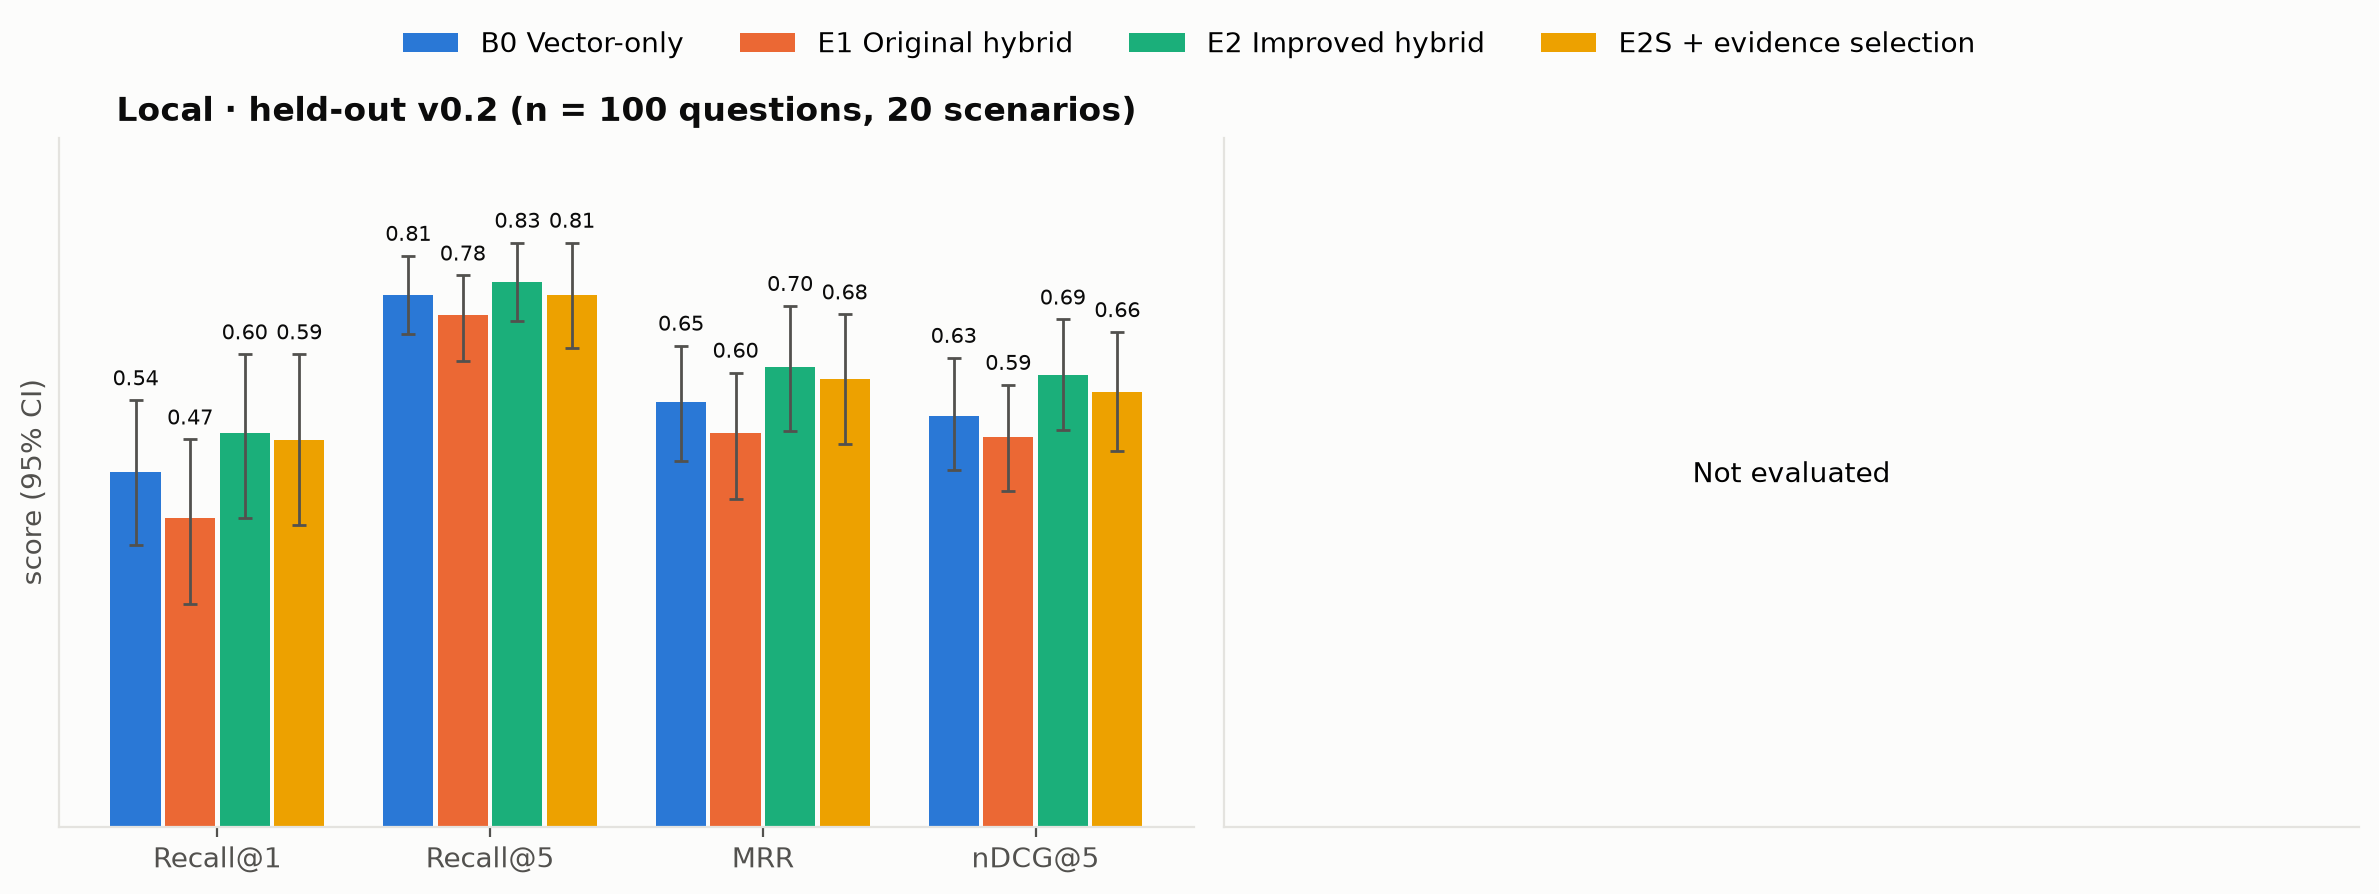 B0 Vector-only E1 Original hybrid E2 Improved hybrid E2S + evidence selection
Local · held-out v0.2 (n = 100 questions, 20 scenarios)
score (95% CI)
0.54 0.47 0.60 0.59
0.81 0.78 0.83 0.81
0.65 0.60 0.70 0.68
0.63 0.59 0.69 0.66
Recall@1 Recall@5 MRR nDCG@5
Not evaluated